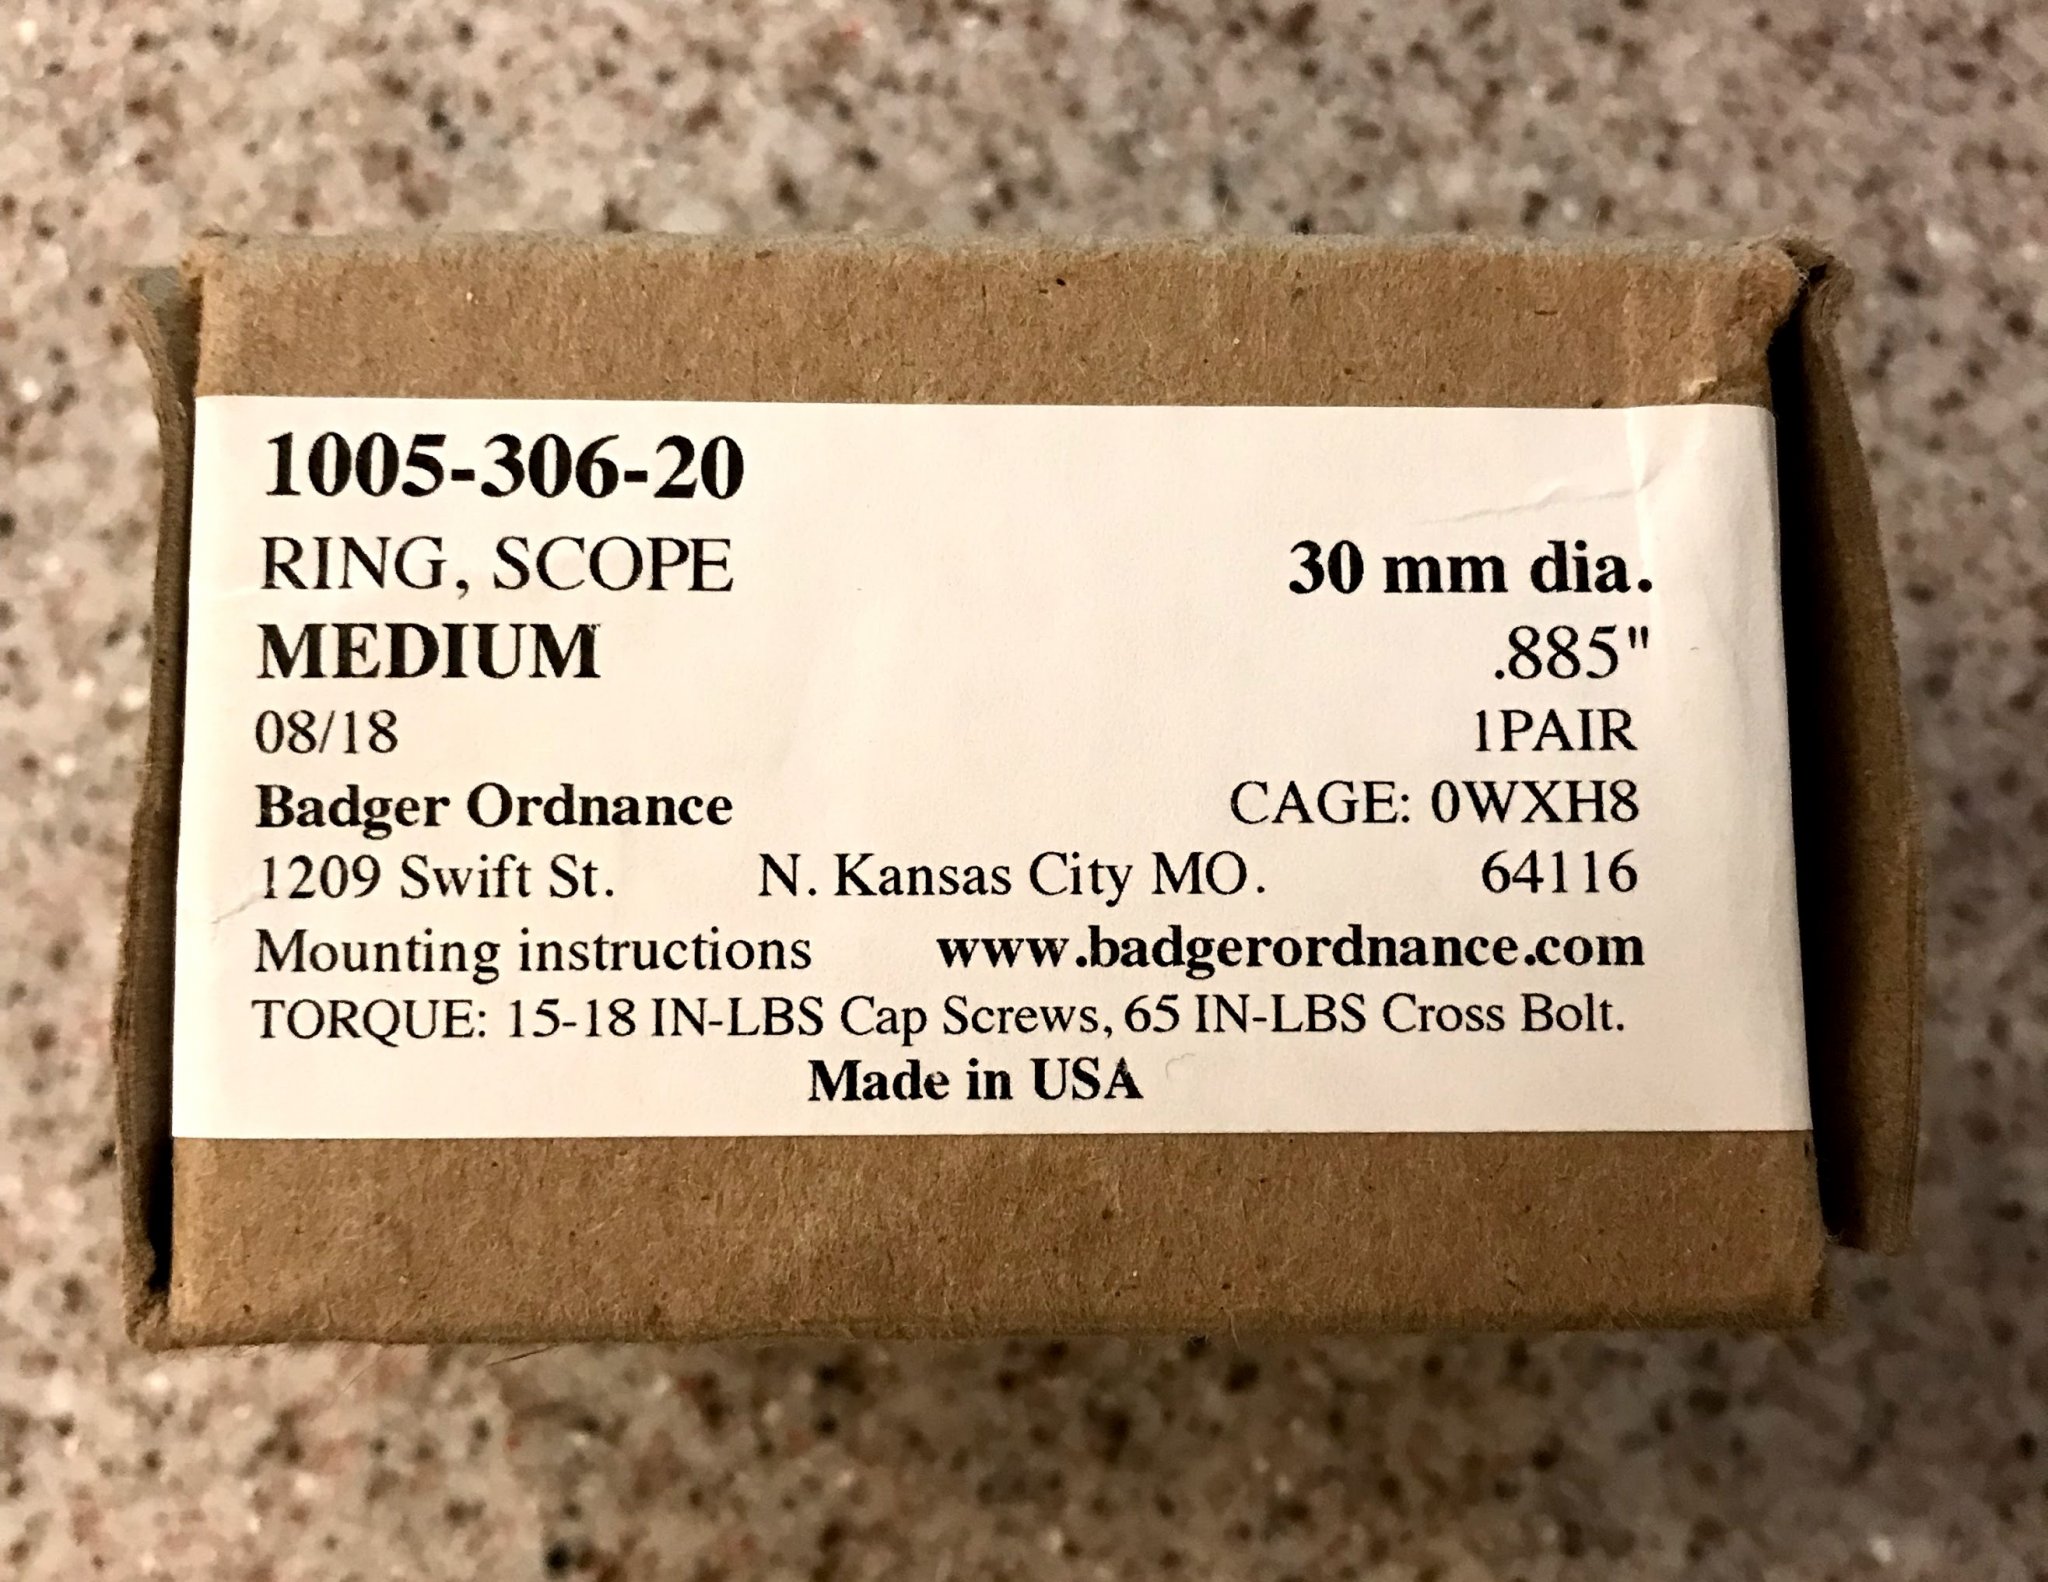 1005-306-20
RING, SCOPE 30 mm dia.
MEDIUM .885"
08/18 1PAIR
Badger Ordnance CAGE: 0WXH8
1209 Swift St. N. Kansas City MO. 64116
Mounting instructions www.badgerordnance.com
TORQUE: 15-18 IN-LBS Cap Screws, 65 IN-LBS Cross Bolt.
Made in USA